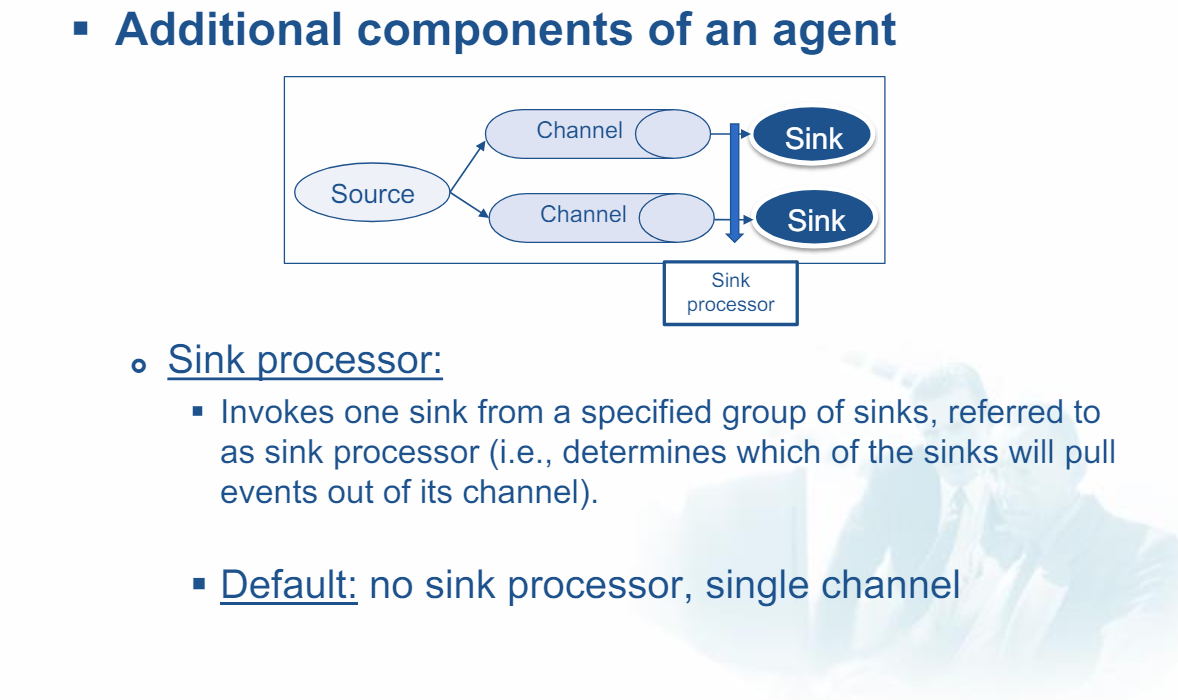 Additional components of an agent
Channel
Sink
Source
Channel
Sink
Sink
processor
Sink processor:
Invokes one sink from a specified group of sinks, referred to
as sink processor (i.e., determines which of the sinks will pull
events out of its channel).
Default: no sink processor, single channel